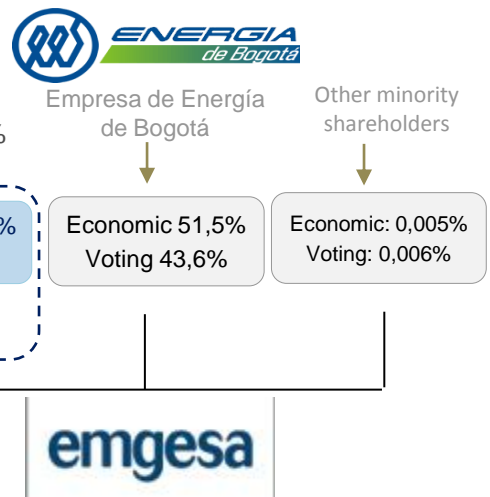 ENERGIA
de Bogotá
Empresa de Energía
de Bogotá
Other minority
shareholders
%
%
Economic 51,5%
Voting 43,6%
Economic: 0,005%
Voting: 0,006%
emgesa